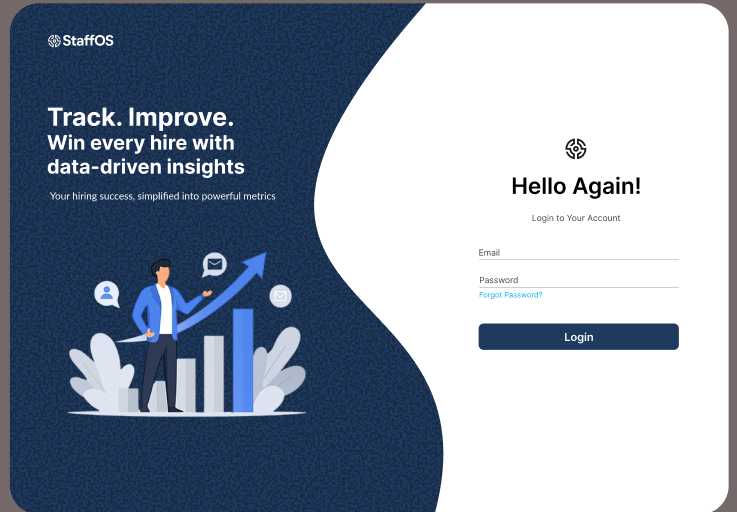 StaffOS
Track. Improve.
Win every hire with
data-driven insights
Your hiring success, simplified into powerful metrics
Hello Again!
Login to Your Account
Email
Password
Forgot Password?
Login